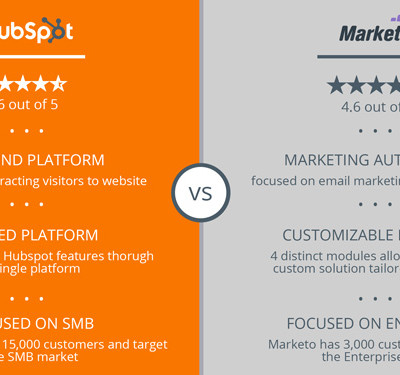 ubSpot
6 out of 5
ND PLATFORM
racting visitors to website
ED PLATFORM
Hubspot features thorugh
ingle platform
USED ON SMB
15,000 customers and target
e SMB market
VS
Marketo
4.6 out of
MARKETING AUT
focused on email marketin
CUSTOMIZABLE
4 distinct modules allo
custom solution tailor
FOCUSED ON EN
Marketo has 3,000 cust
the Enterprise